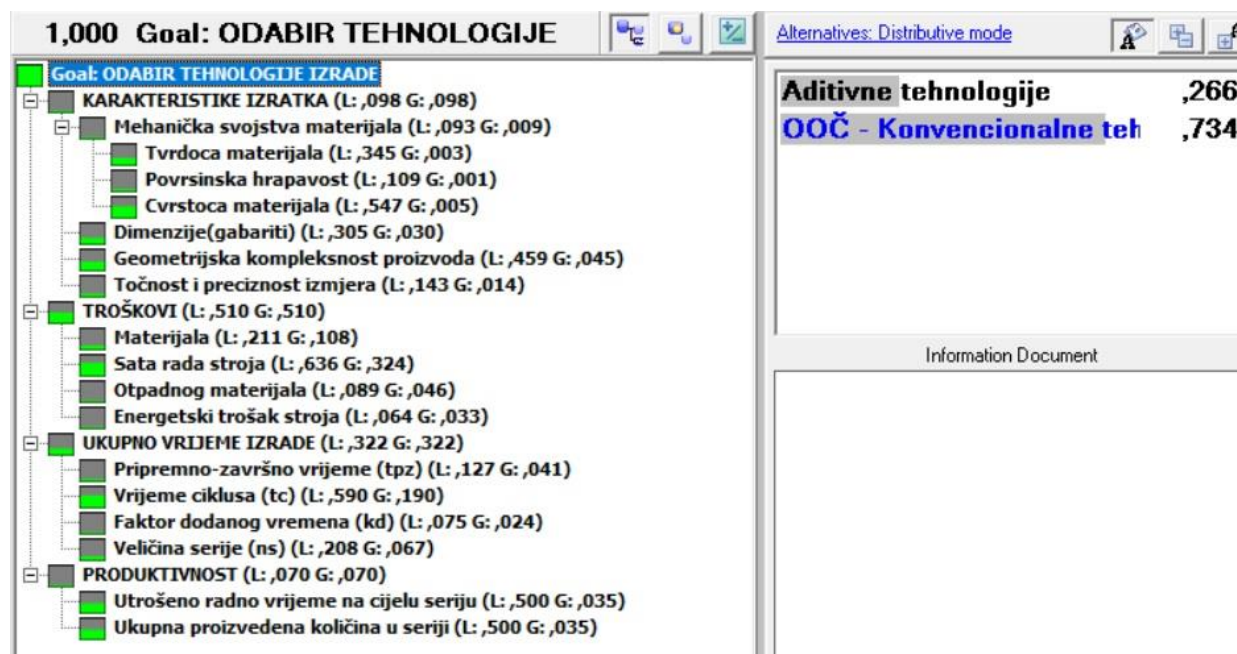 1,000 Goal: ODABIR TEHNOLOGIJE
Goal: ODABIR TEHNOLOGIJE IZRADE
KARAKTERISTIKE IZRATKA (L: ,098 G: ,098)
Mehanička svojstva materijala (L: ,093 G: ,009)
Tvrdoca materijala (L: ,345 G: ,003)
Povrsinska hrapavost (L: ,109 G: ,001)
Cvrstoca materijala (L: ,547 G: ,005)
Dimenzije(gabariti) (L: ,305 G: ,030)
Geometrijska kompleksnost proizvoda (L: ,459 G: ,045)
Točnost i preciznost izmjera (L: ,143 G: ,014)
TROŠKOVI (L: ,510 G: ,510)
Materijala (L: ,211 G: ,108)
Sata rada stroja (L: ,636 G: ,324)
Otpadnog materijala (L: ,089 G: ,046)
Energetski trošak stroja (L: ,064 G: ,033)
UKUPNO VRIJEME IZRADE (L: ,322 G: ,322)
Pripremno-završno vrijeme (tpz) (L: ,127 G: ,041)
Vrijeme ciklusa (tc) (L: ,590 G: ,190)
Faktor dodanog vremena (kd) (L: ,075 G: ,024)
Veličina serije (ns) (L: ,208 G: ,067)
PRODUKTIVNOST (L: ,070 G: ,070)
Utrošeno radno vrijeme na cijelu seriju (L: ,500 G: ,035)
Ukupna proizvedena količina u seriji (L: ,500 G: ,035)
Alternatives: Distributive mode
Aditivne tehnologije ,266
OOČ - Konvencionalne teh ,734
Information Document